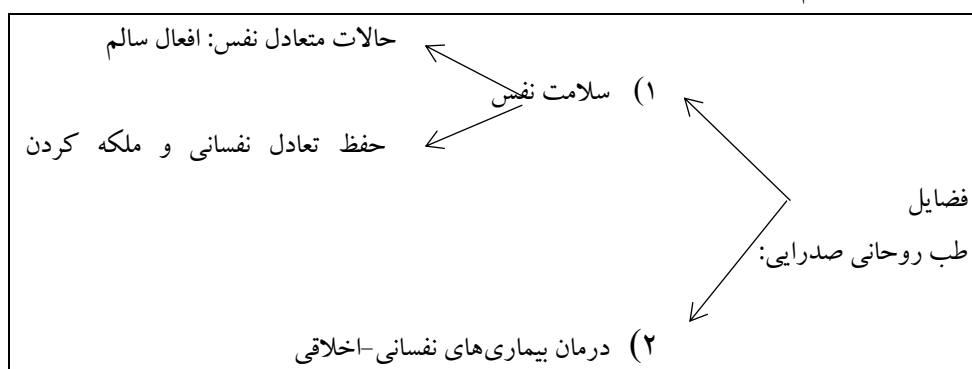 حالات متعادل نفس: افعال سالم
۱) سلامت نفس
حفظ تعادل نفسانی و ملکه کردن
فضایل
طب روحانی صدرایی:
۲) درمان بیماری‌های نفسانی-اخلاقی